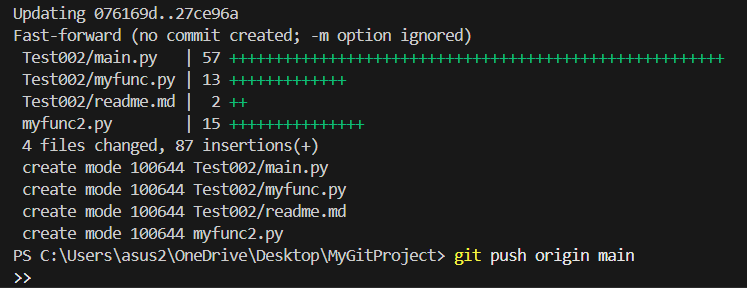 Updating 076169d..27ce96a
Fast-forward (no commit created; -m option ignored)
 Test002/main.py   | 57 +++++++++++++++++++++++++++++++++++++++++++++++++++++++++
 Test002/myfunc.py | 13 +++++++++++++
 Test002/readme.md |  2 ++
 myfunc2.py        | 15 +++++++++++++++
 4 files changed, 87 insertions(+)
 create mode 100644 Test002/main.py
 create mode 100644 Test002/myfunc.py
 create mode 100644 Test002/readme.md
 create mode 100644 myfunc2.py
PS C:\Users\asus2\OneDrive\Desktop\MyGitProject> git push origin main
>>